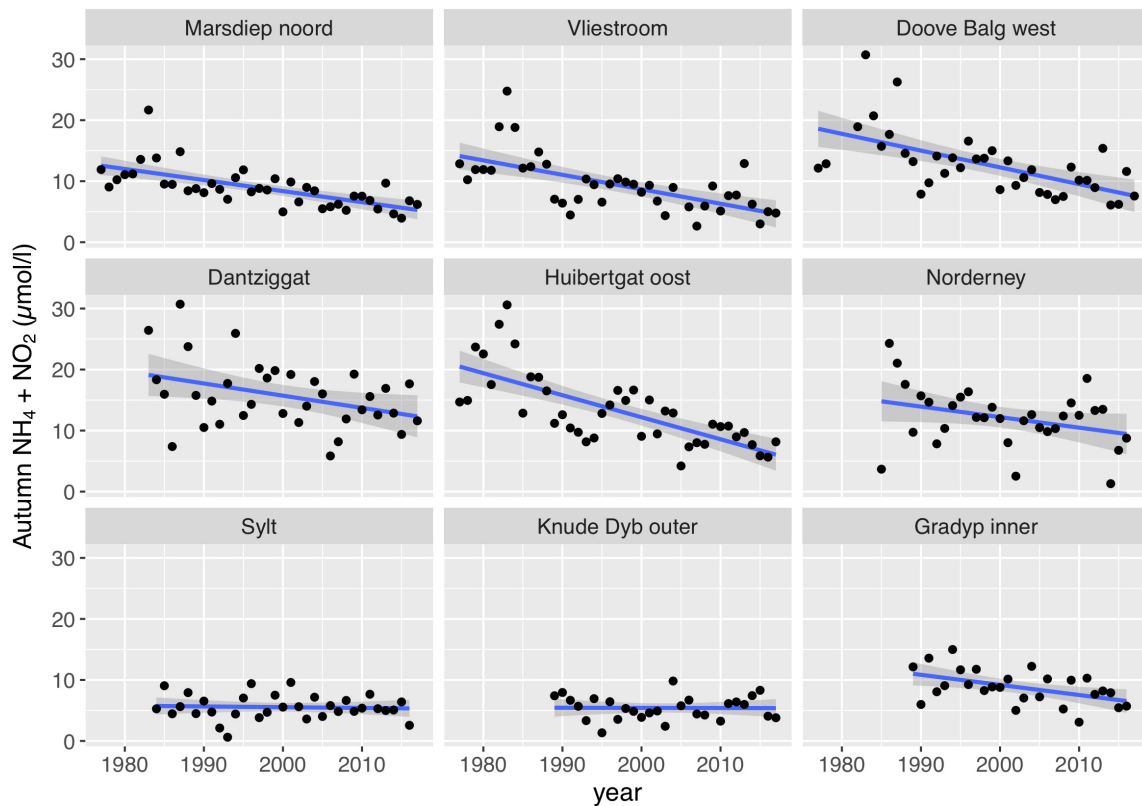 Marsdiep noord Vliestroom Doove Balg west
30
20
10
0
Dantziggat Huibertgat oost Norderney
30
20
10
0
Sylt Knude Dyb outer Gradyp inner
30
20
10
0
1980 1990 2000 2010 1980 1990 2000 2010 1980 1990 2000 2010
year
Autumn NH₄ + NO₂ (μmol/l)